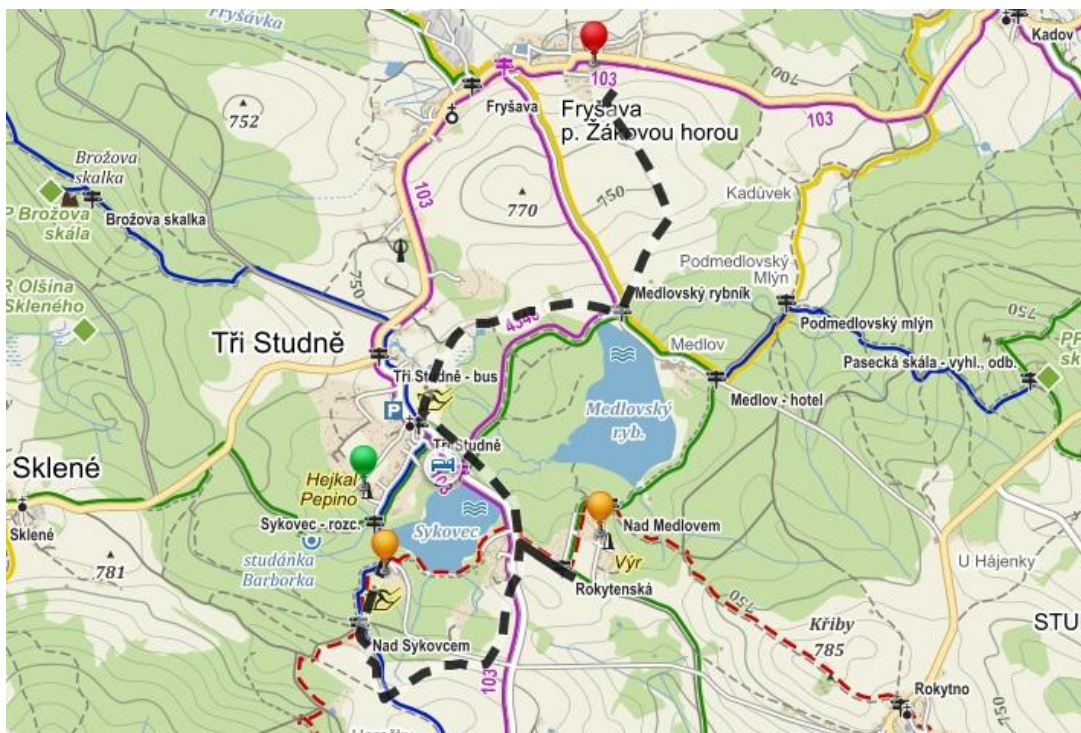 Fryšávka
Kadov
103
700
752
Fryšava
Fryšava
p. Žákovou horou
103
Brožova
skalka
103
Brožova skalka
P Brožova
skála
770
750
Kadůvek
Podmedlovský
Mlýn
R Olšina
Skleného
750
Medlovský rybník
Podmedlovský mlýn
750
Tři Studně
Medlov
Pasecká skála - vyhl., odb.
Tři Studně - bus
P
Medlovský
ryb.
Medlov - hotel
Sklené
Tři Studně
103
Hejkal
Pepino
Sykovec - rozc.
Sykovec
Nad Medlovem
Sklené
studánka
Barborka
781
Výr
U Hájenky
Rokytenská
750
750
Křiby
785
STU
Nad Sykovcem
103
Rokytno
750